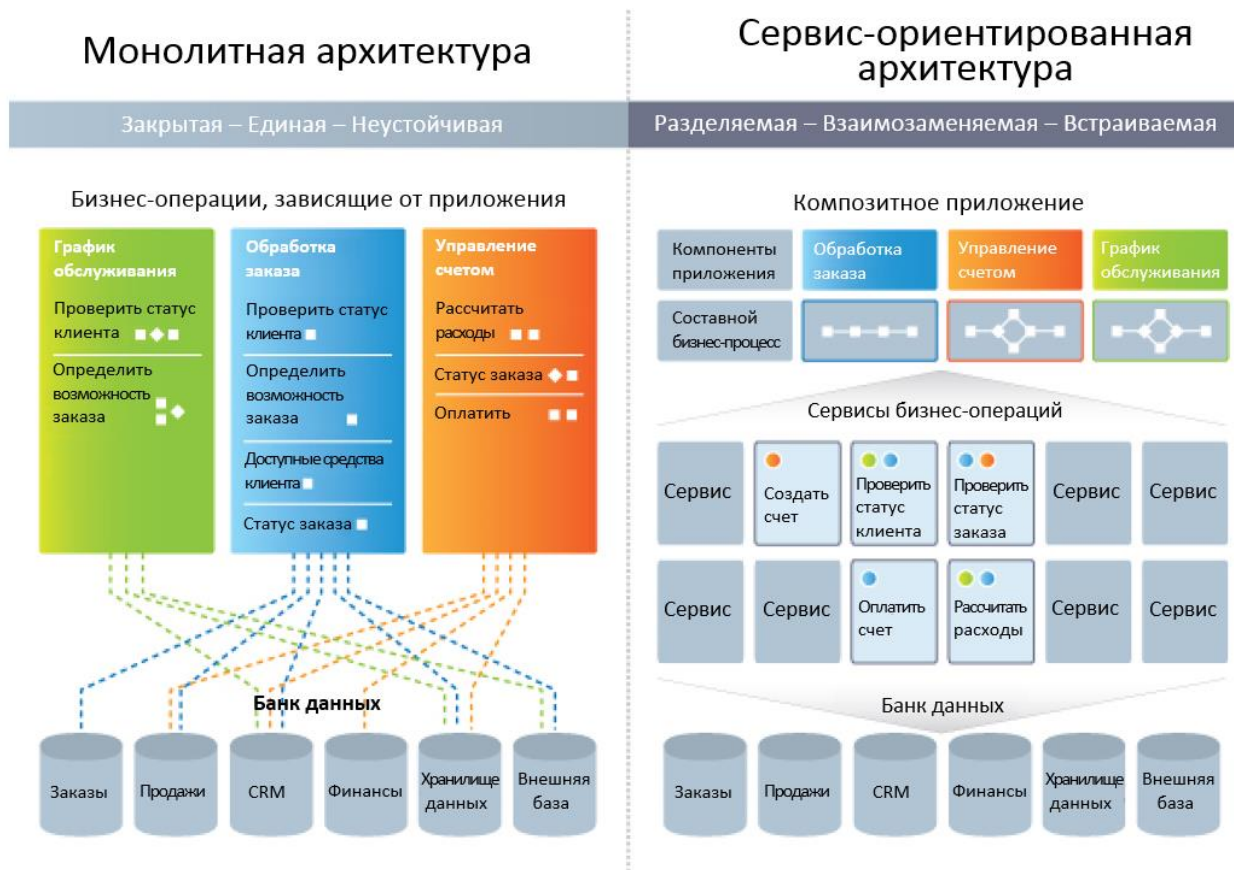 Монолитная архитектура
Закрытая – Единая – Неустойчивая
Бизнес-операции, зависящие от приложения
График
обслуживания
Проверить статус
клиента
Определить
возможность
заказа
Обработка
заказа
Проверить статус
клиента
Определить
возможность
заказа
Доступные средства
клиента
Статус заказа
Управление
счетом
Рассчитать
расходы
Статус заказа
Оплатить
Банк данных
Заказы
Продажи
CRM
Финансы
Хранилище
данных
Внешняя
база
Сервис-ориентированная
архитектура
Разделяемая – Взаимозаменяемая – Встраиваемая
Композитное приложение
Компоненты
приложения
Обработка
заказа
Управление
счетом
График
обслуживания
Составной
бизнес-процесс
Сервисы бизнес-операций
Сервис
Создать
счет
Проверить
статус
клиента
Проверить
статус
заказа
Сервис
Сервис
Сервис
Сервис
Оплатить
счет
Рассчитать
расходы
Сервис
Сервис
Банк данных
Заказы
Продажи
CRM
Финансы
Хранилище
данных
Внешняя
база